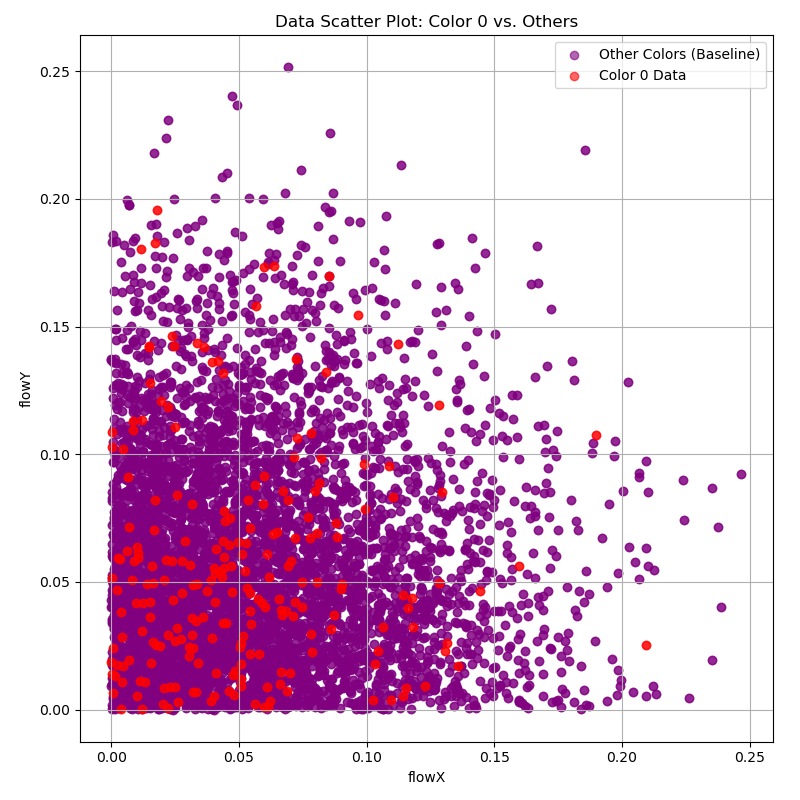 Data Scatter Plot: Color 0 vs. Others
Other Colors (Baseline)
Color 0 Data
0.25
0.20
0.15
0.10
0.05
0.00
flowY
0.00 0.05 0.10 0.15 0.20 0.25
flowX